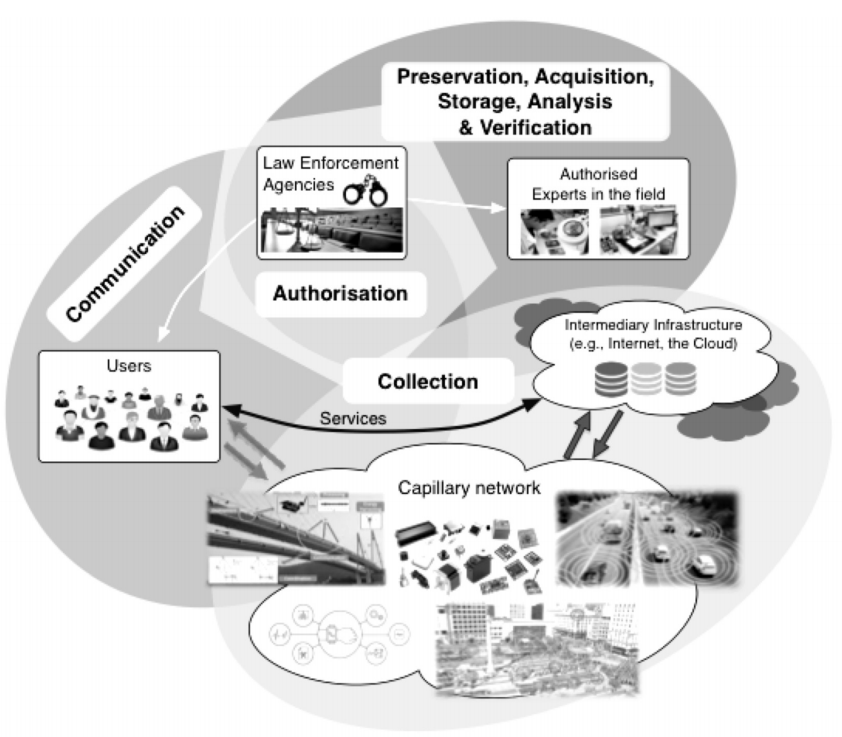 Preservation, Acquisition,
Storage, Analysis
& Verification
Law Enforcement
Agencies
Authorised
Experts in the field
Communication
Authorisation
Intermediary Infrastructure
(e.g., Internet, the Cloud)
Users
Collection
Services
Capillary network